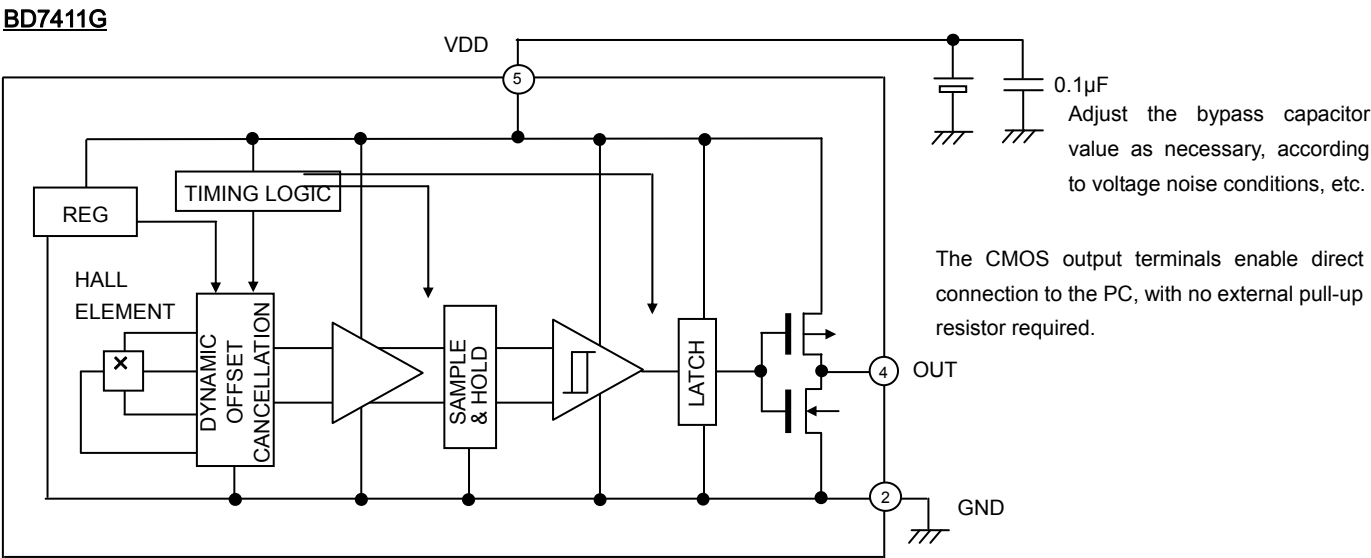 BD7411G
VDD
5
0.1µF
Adjust the bypass capacitor
value as necessary, according
to voltage noise conditions, etc.
TIMING LOGIC
REG
The CMOS output terminals enable direct
connection to the PC, with no external pull-up
resistor required.
HALL
ELEMENT
×
DYNAMIC
OFFSET
CANCELLATION
SAMPLE
& HOLD
LATCH
4
OUT
2
GND